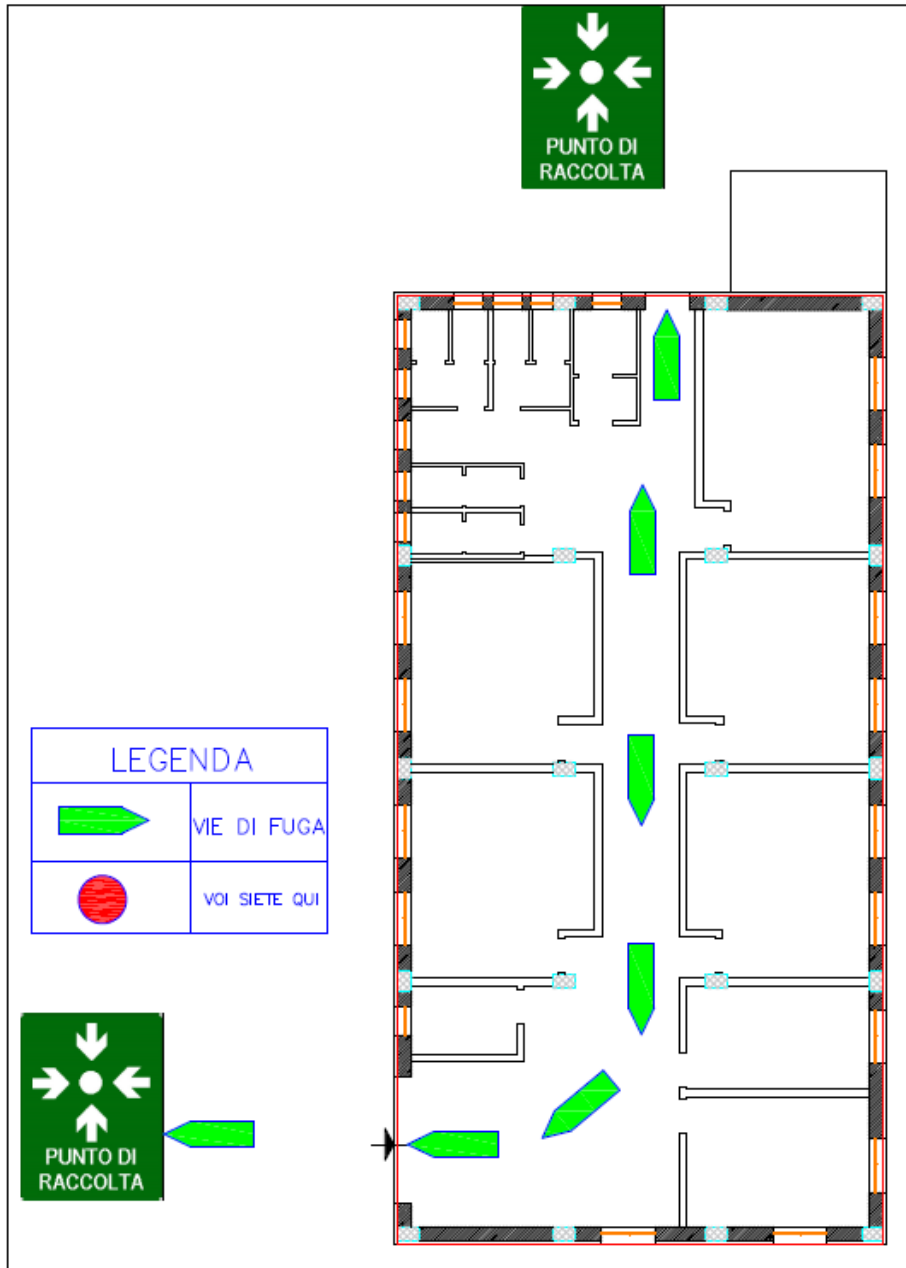 PUNTO DI
RACCOLTA
LEGENDA
VIE DI FUGA
VOI SIETE QUI
PUNTO DI
RACCOLTA